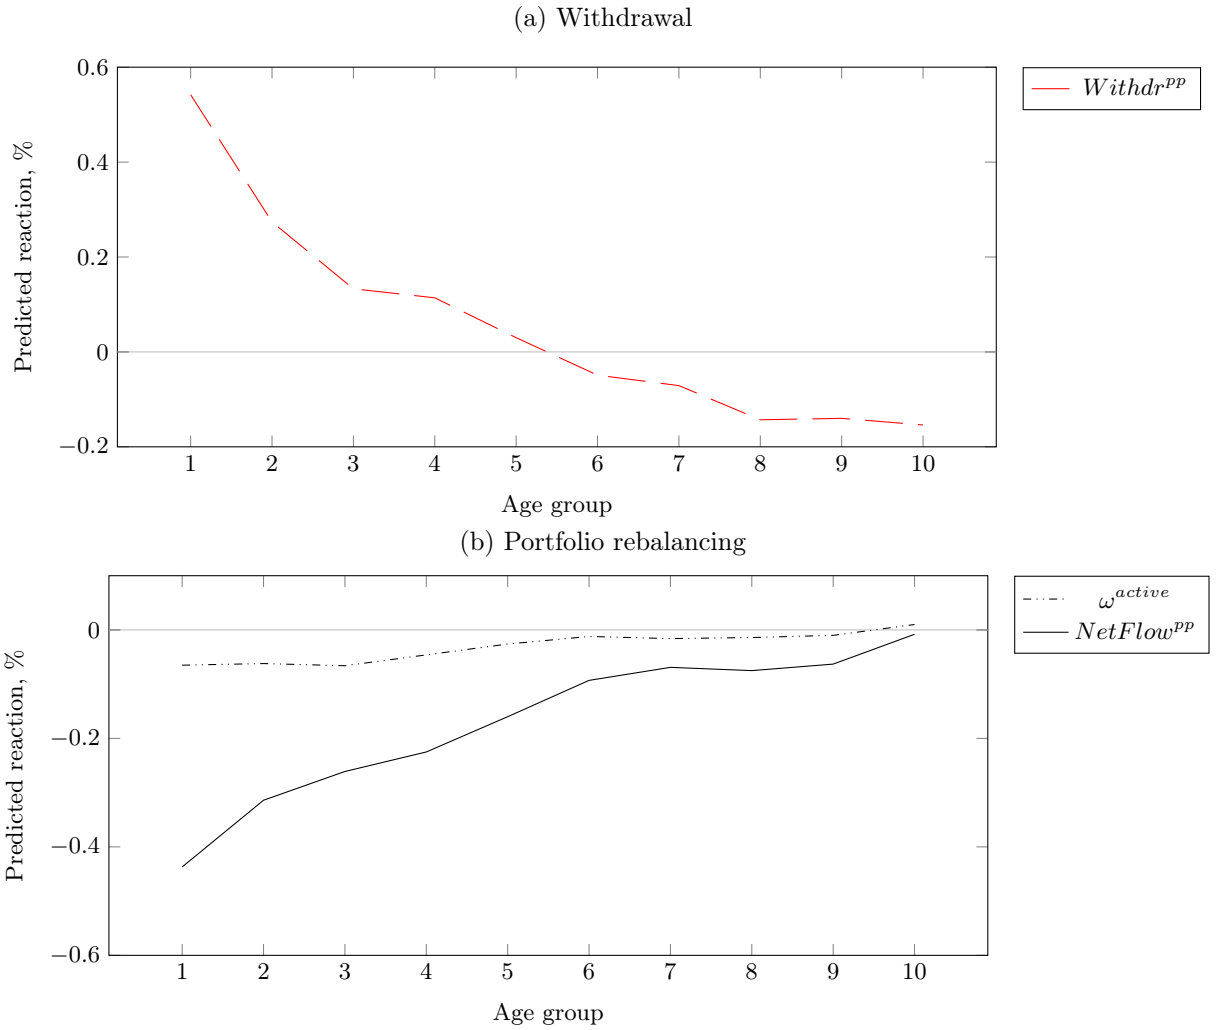 (a) Withdrawal
Withdr^{pp}
Predicted reaction, %
0.6
0.4
0.2
0
−0.2
1 2 3 4 5 6 7 8 9 10
Age group
(b) Portfolio rebalancing
ω^{active}
NetFlow^{pp}
Predicted reaction, %
0
−0.2
−0.4
−0.6
1 2 3 4 5 6 7 8 9 10
Age group